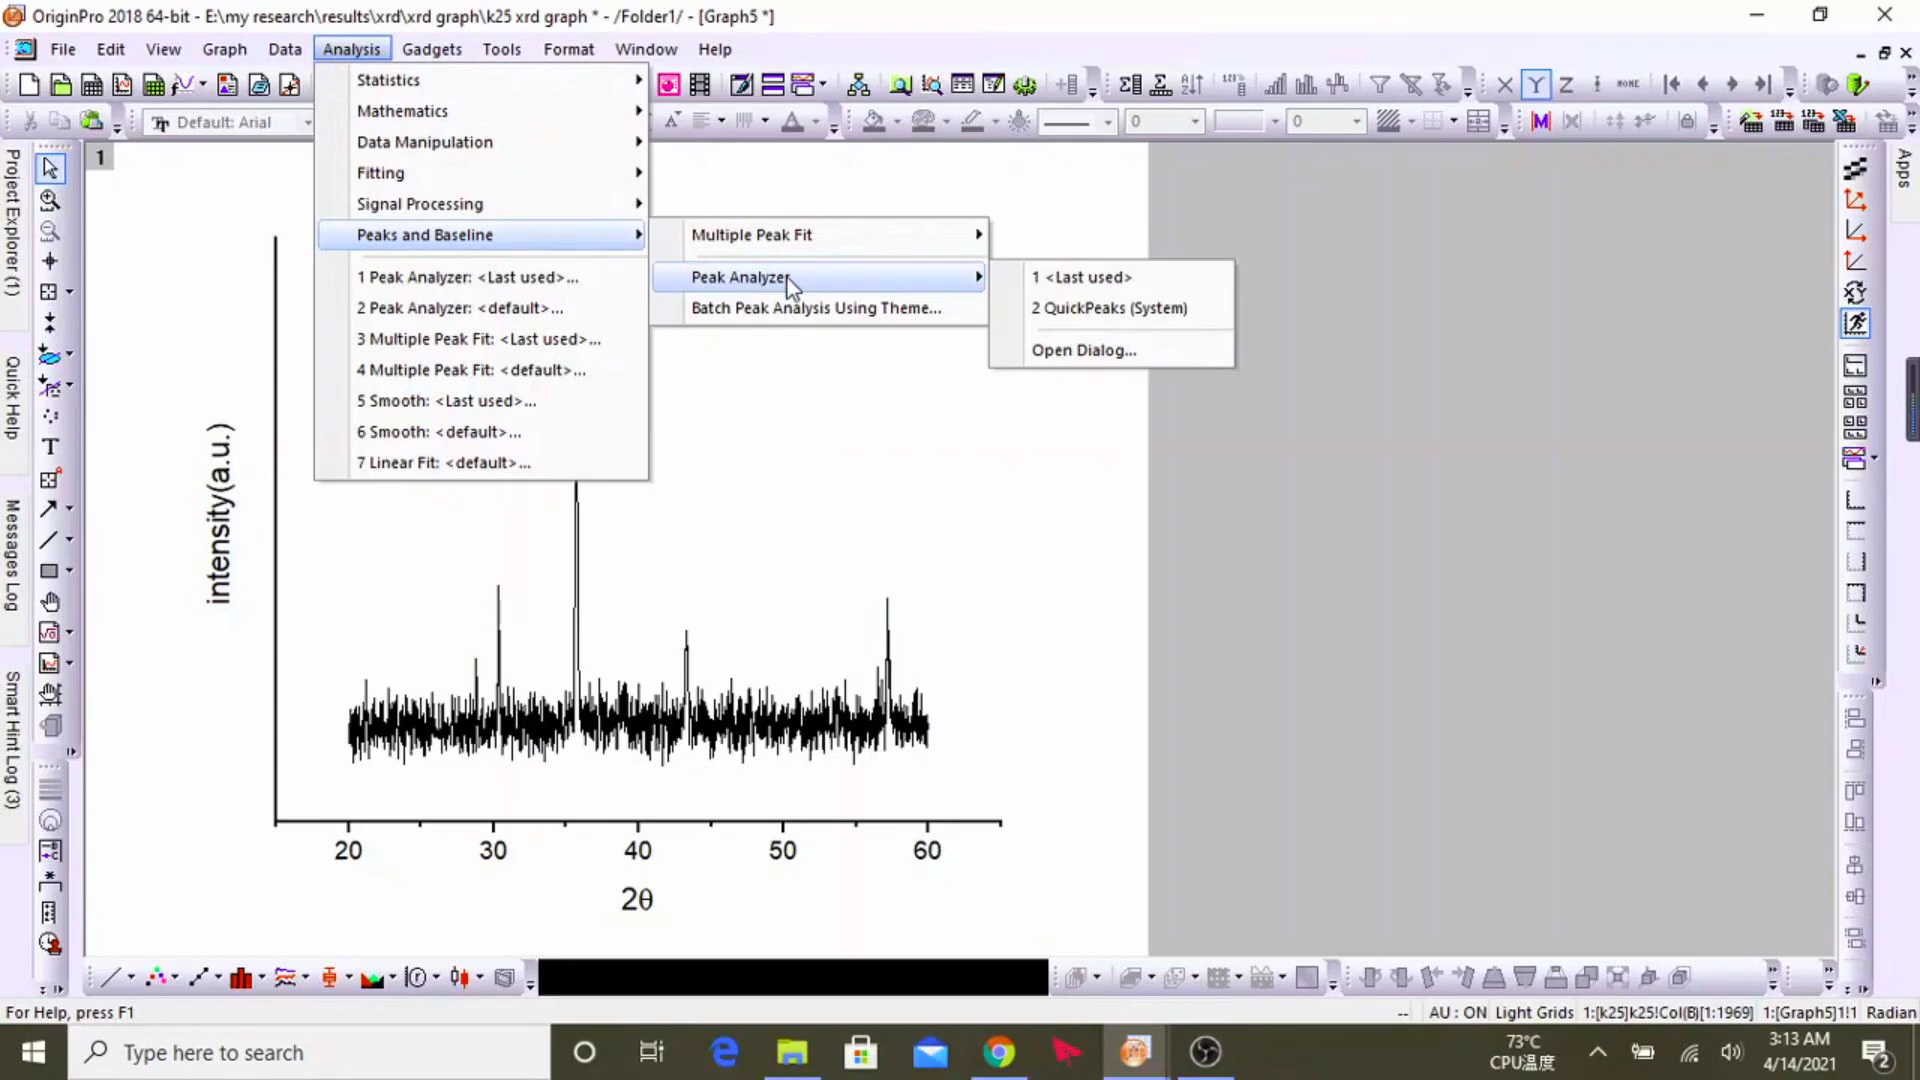 OriginPro 2018 64-bit - E:\my research\results\xrd\xrd graph\k25 xrd graph * - /Folder1/ - [Graph5 *]
File Edit View Graph Data Analysis Gadgets Tools Format Window Help
Default: Arial
0
0
Y
Z
HOME
1
Statistics
Mathematics
Data Manipulation
Fitting
Signal Processing
Peaks and Baseline
1 Peak Analyzer: <Last used>...
2 Peak Analyzer: <default>...
3 Multiple Peak Fit: <Last used>...
4 Multiple Peak Fit: <default>...
5 Smooth: <Last used>...
6 Smooth: <default>...
7 Linear Fit: <default>...
Multiple Peak Fit
Peak Analyzer
Batch Peak Analysis Using Theme...
1 <Last used>
2 QuickPeaks (System)
Open Dialog...
Project Explorer (1)
Quick Help
Messages Log
Smart Hint Log (3)
Apps
intensity(a.u.)
20 30 40 50 60
2θ
For Help, press F1
-- AU : ON Light Grids 1:[k25]k25!Col(B)[1:1969] 1:[Graph5]1!1 Radian
Type here to search
73°C
CPU温度
3:13 AM
4/14/2021
2